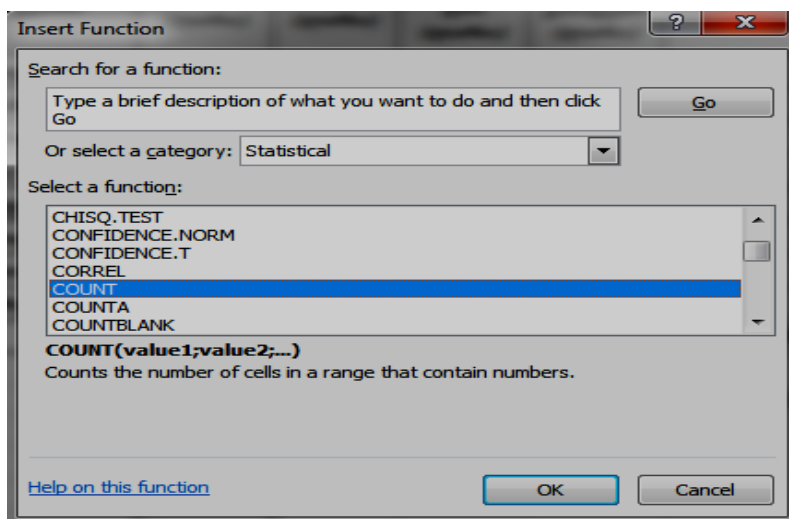 Insert Function
?
Search for a function:
Type a brief description of what you want to do and then click
Go
Go
Or select a category: Statistical
Select a function:
CHISQ.TEST
CONFIDENCE.NORM
CONFIDENCE.T
CORREL
COUNT
COUNTA
COUNTBLANK
COUNT(value1;value2;...)
Counts the number of cells in a range that contain numbers.
Help on this function
OK
Cancel